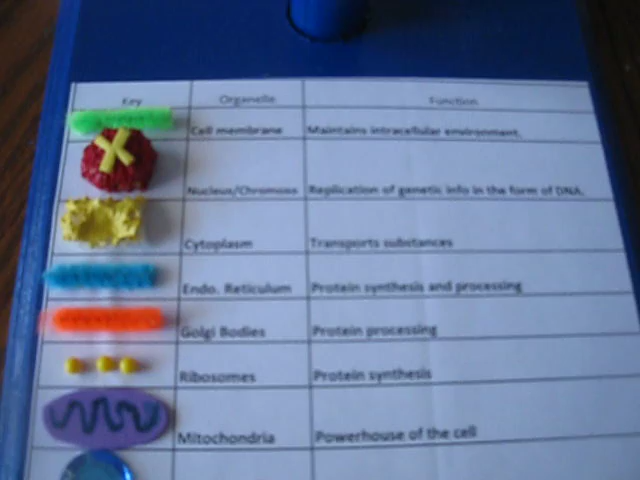 Key Organelle Function
Cell membrane Maintains intracellular environment.
Nucleus/Chromoso Replication of genetic info in the form of DNA.
Cytoplasm Transports substances
Endo. Reticulum Protein synthesis and processing
Golgi Bodies Protein processing
Ribosomes Protein synthesis
Mitochondria Powerhouse of the cell